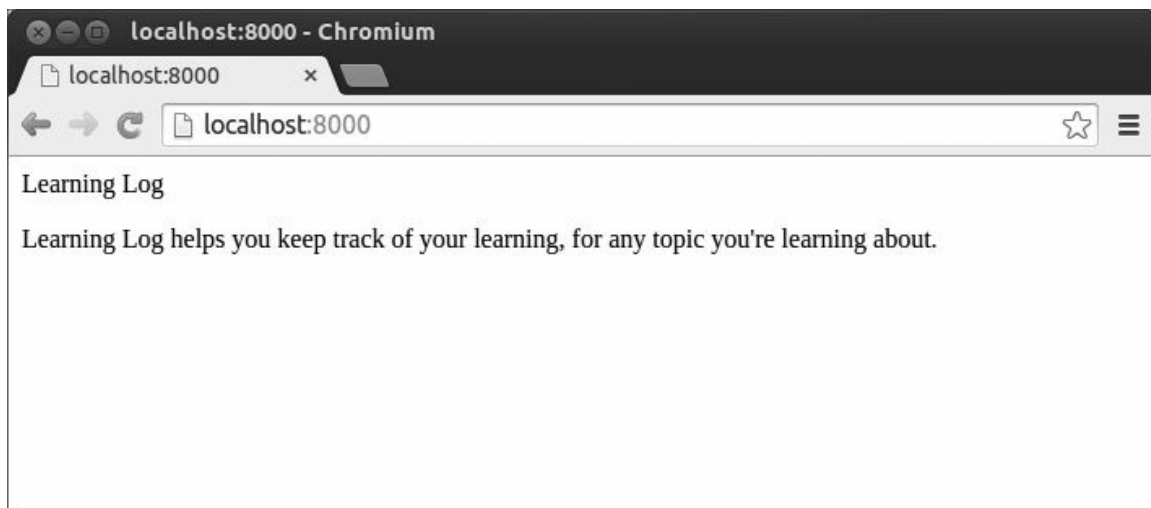 localhost:8000 - Chromium
localhost:8000
localhost:8000
Learning Log
Learning Log helps you keep track of your learning, for any topic you're learning about.